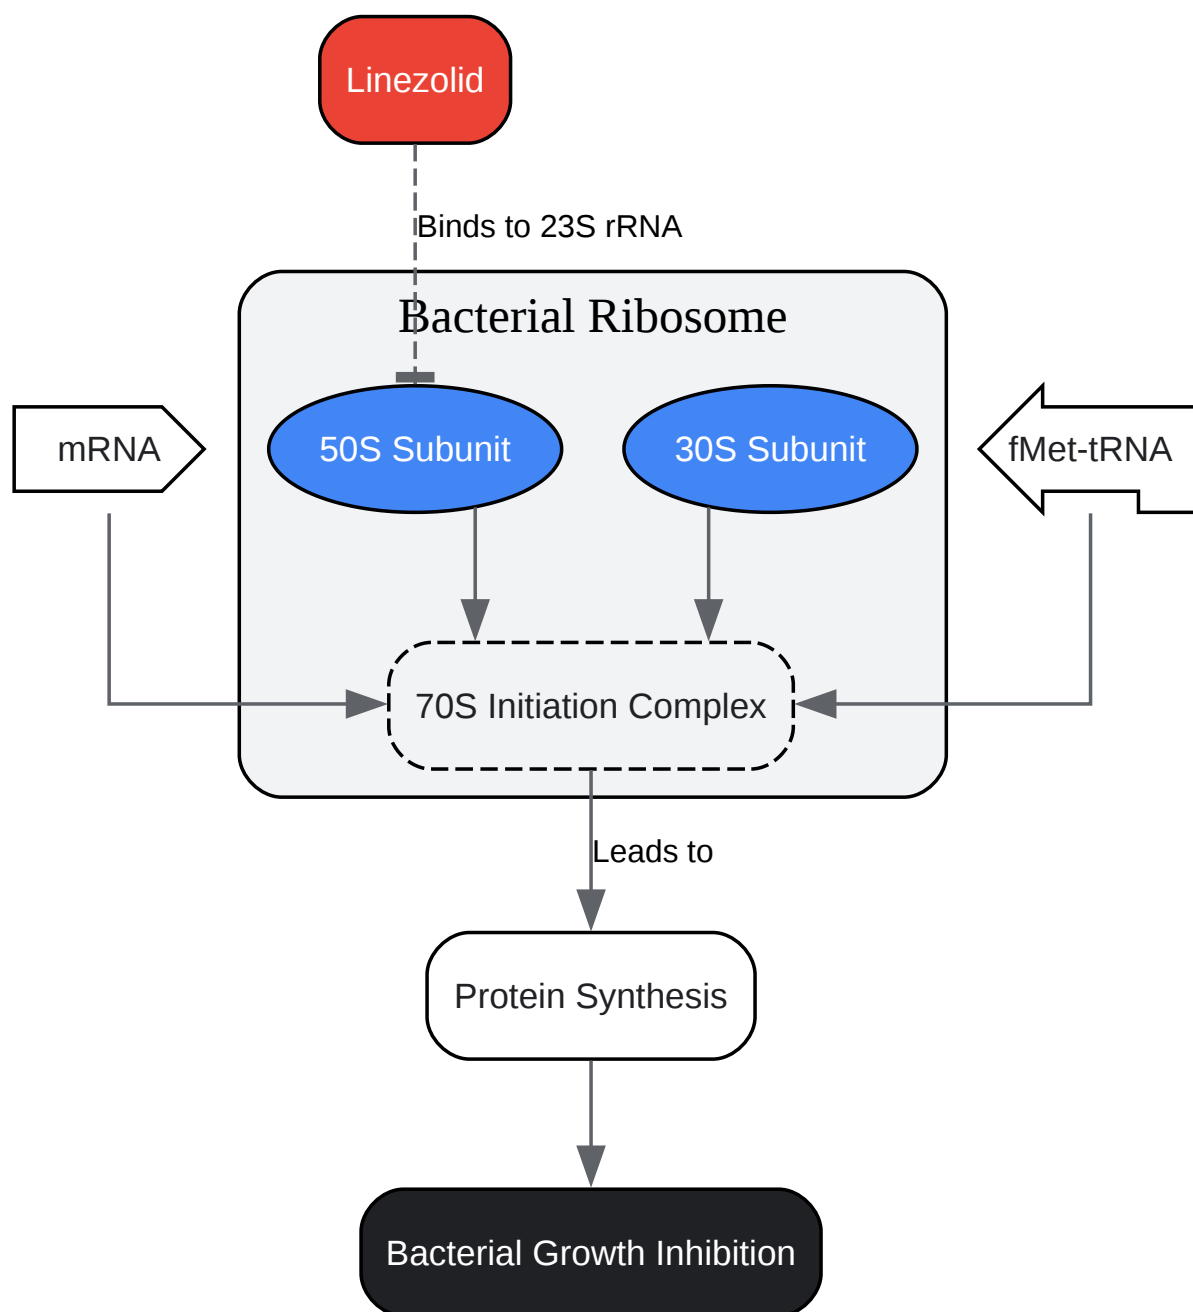 Linezolid
Binds to 23S rRNA
Bacterial Ribosome
mRNA
50S Subunit
30S Subunit
fMet-tRNA
70S Initiation Complex
Leads to
Protein Synthesis
Bacterial Growth Inhibition